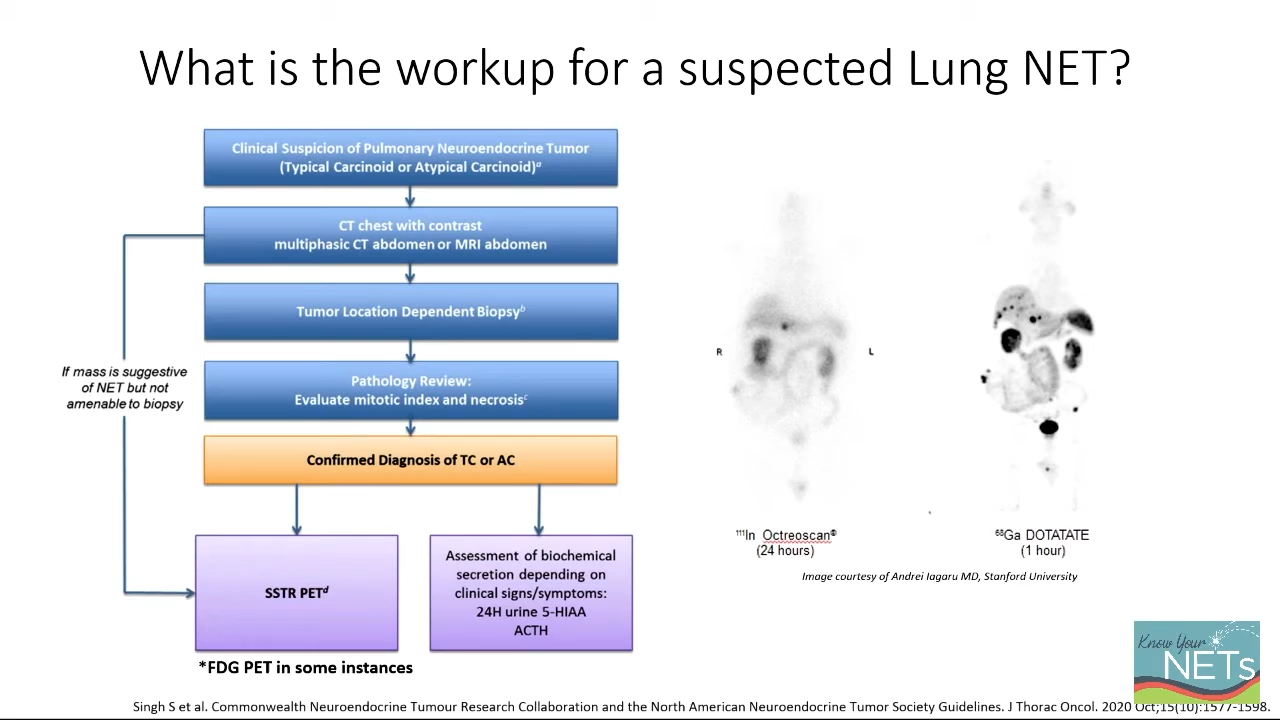 What is the workup for a suspected Lung NET?
Clinical Suspicion of Pulmonary Neuroendocrine Tumor
(Typical Carcinoid or Atypical Carcinoid)ᵃ
CT chest with contrast
multiphasic CT abdomen or MRI abdomen
Tumor Location Dependent Biopsyᵇ
Pathology Review:
Evaluate mitotic index and necrosisᶜ
If mass is suggestive
of NET but not
amenable to biopsy
Confirmed Diagnosis of TC or AC
SSTR PETᵈ
Assessment of biochemical
secretion depending on
clinical signs/symptoms:
24H urine 5-HIAA
ACTH
*FDG PET in some instances
R
L
¹¹¹In Octreoscan®
(24 hours)
⁶⁸Ga DOTATATE
(1 hour)
Image courtesy of Andrei Iagaru MD, Stanford University
Know Your
NETs
Singh S et al. Commonwealth Neuroendocrine Tumour Research Collaboration and the North American Neuroendocrine Tumor Society Guidelines. J Thorac Oncol. 2020 Oct;15(10):1577-1598.